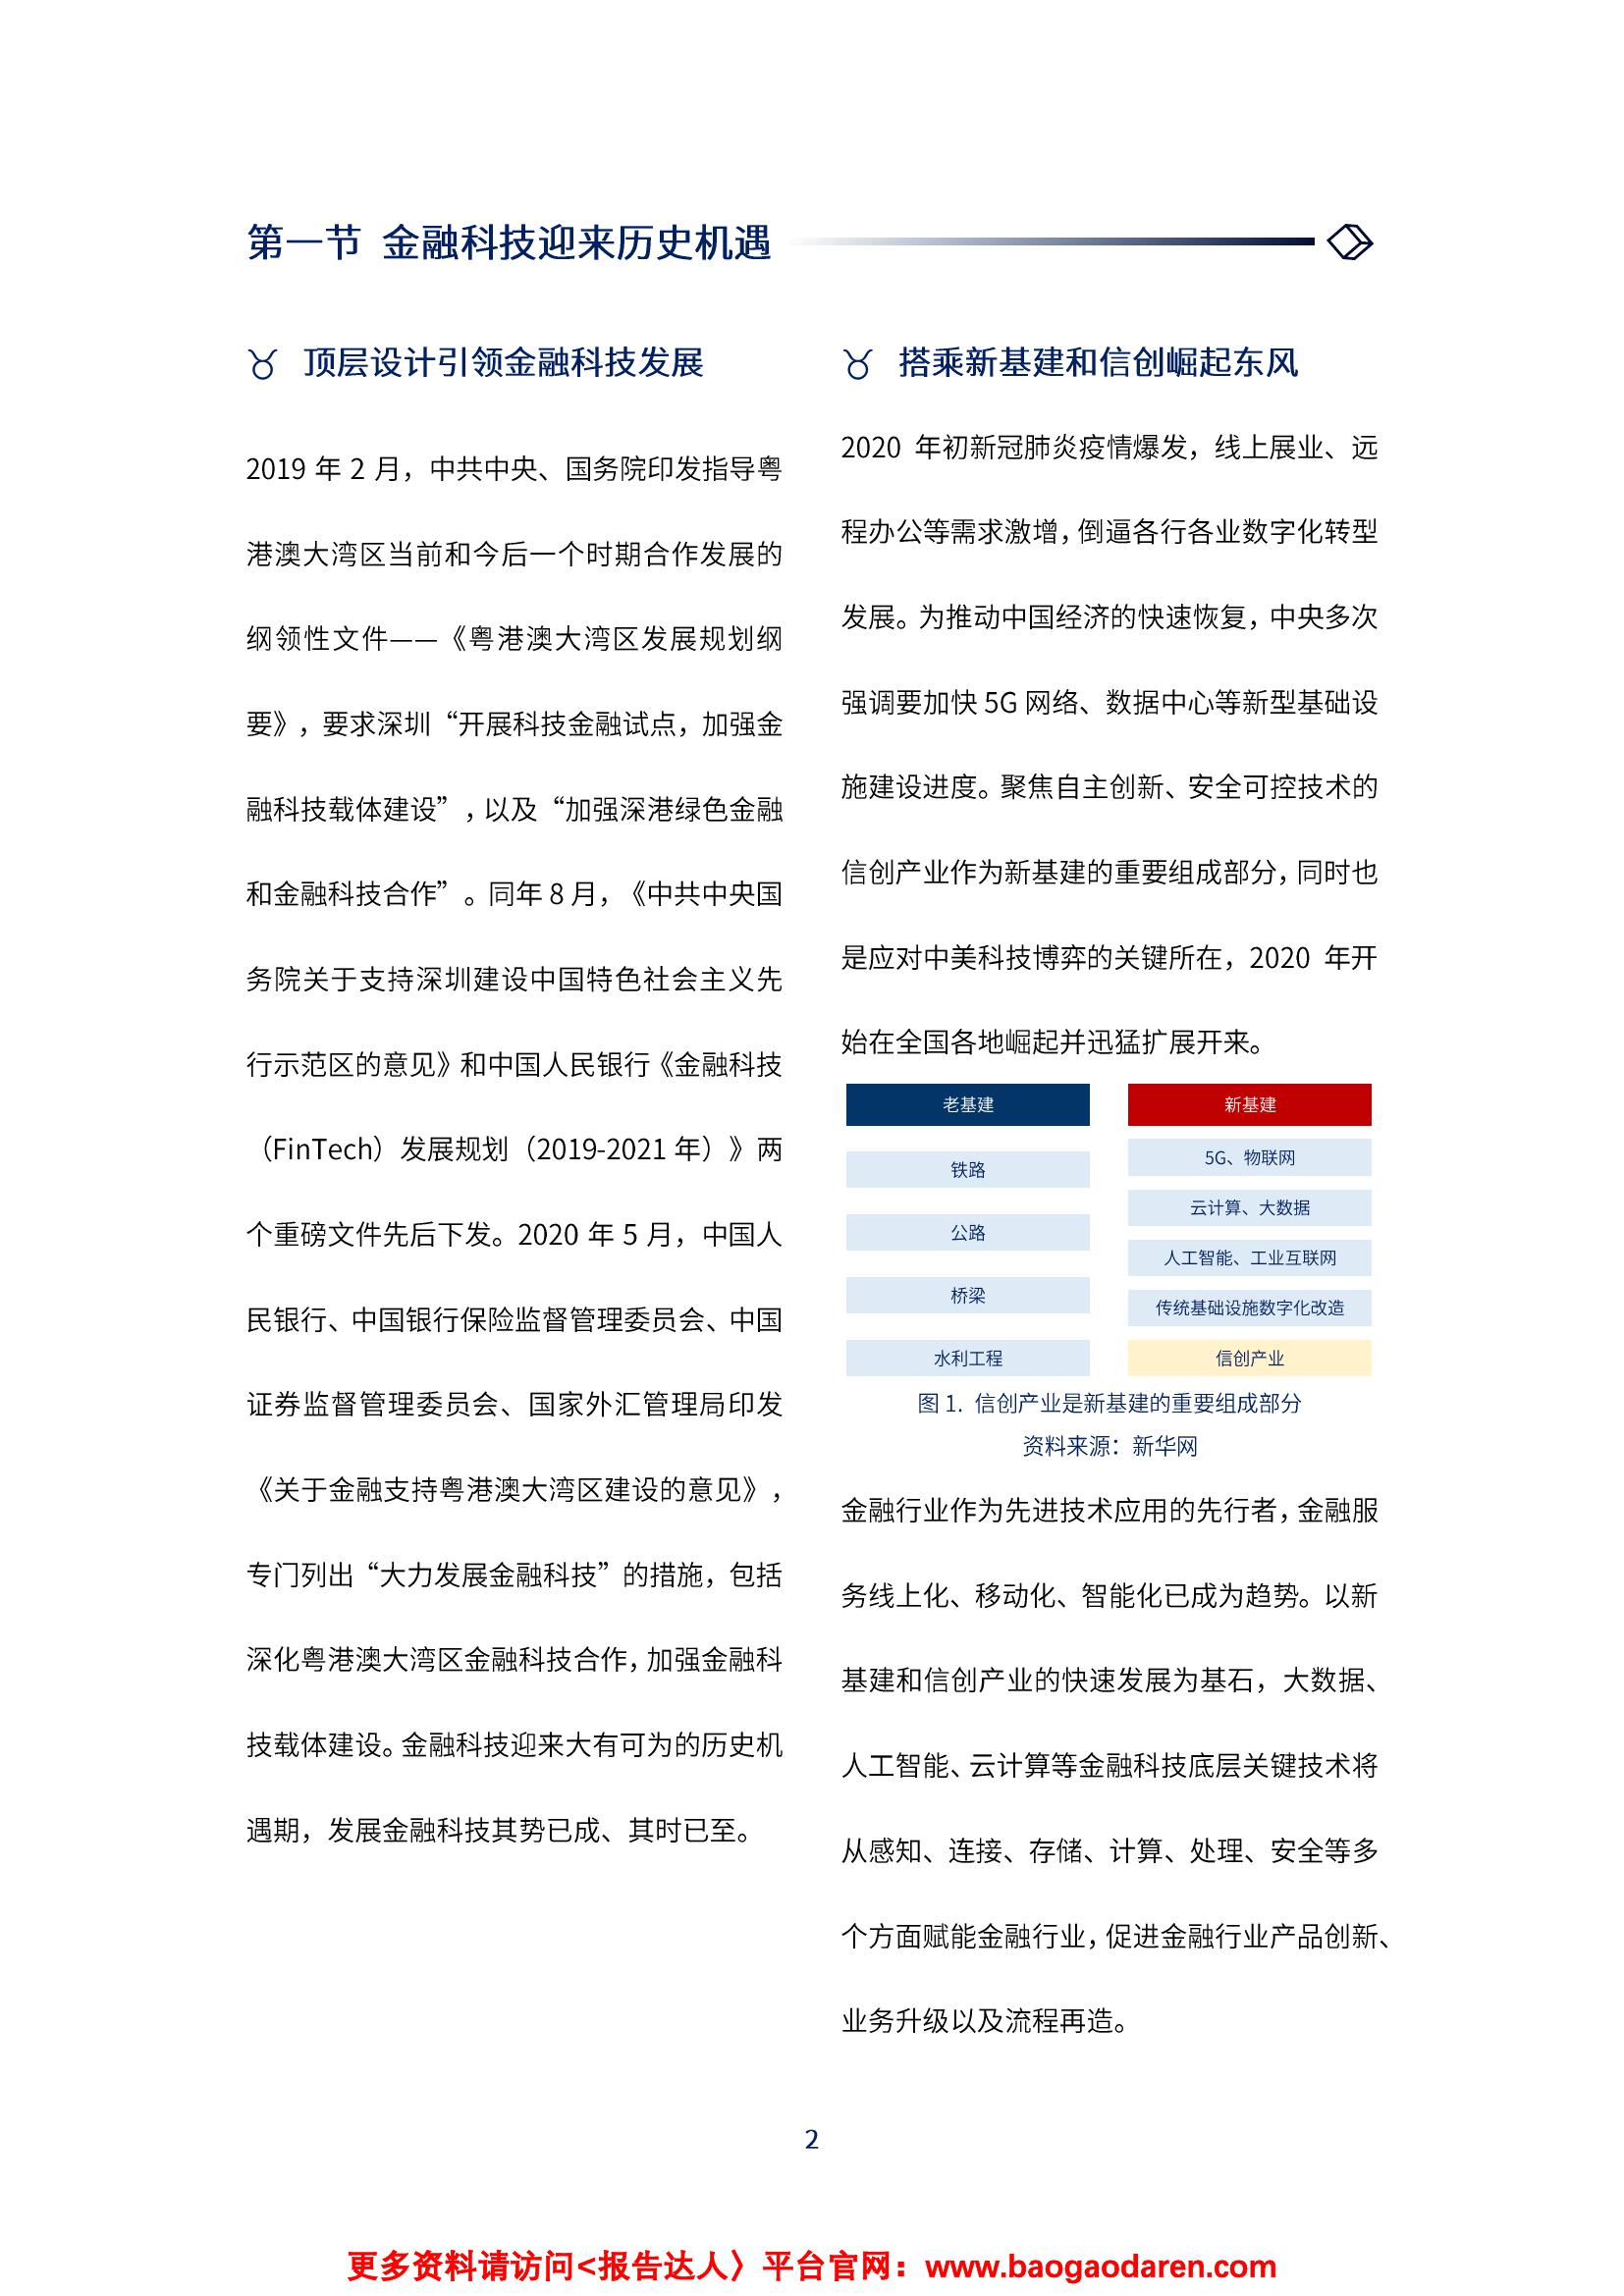 第一节 金融科技迎来历史机遇
顶层设计引领金融科技发展
2019 年 2 月，中共中央、国务院印发指导粤
港澳大湾区当前和今后一个时期合作发展的
纲领性文件——《粤港澳大湾区发展规划纲
要》，要求深圳“开展科技金融试点，加强金
融科技载体建设”，以及“加强深港绿色金融
和金融科技合作”。同年 8 月，《中共中央国
务院关于支持深圳建设中国特色社会主义先
行示范区的意见》和中国人民银行《金融科技
（FinTech）发展规划（2019-2021 年）》两
个重磅文件先后下发。2020 年 5 月，中国人
民银行、中国银行保险监督管理委员会、中国
证券监督管理委员会、国家外汇管理局印发
《关于金融支持粤港澳大湾区建设的意见》，
专门列出“大力发展金融科技”的措施，包括
深化粤港澳大湾区金融科技合作，加强金融科
技载体建设。金融科技迎来大有可为的历史机
遇期，发展金融科技其势已成、其时已至。
搭乘新基建和信创崛起东风
2020 年初新冠肺炎疫情爆发，线上展业、远
程办公等需求激增，倒逼各行各业数字化转型
发展。为推动中国经济的快速恢复，中央多次
强调要加快 5G 网络、数据中心等新型基础设
施建设进度。聚焦自主创新、安全可控技术的
信创产业作为新基建的重要组成部分，同时也
是应对中美科技博弈的关键所在，2020 年开
始在全国各地崛起并迅猛扩展开来。
老基建
铁路
公路
桥梁
水利工程
新基建
5G、物联网
云计算、大数据
人工智能、工业互联网
传统基础设施数字化改造
信创产业
图 1. 信创产业是新基建的重要组成部分
资料来源：新华网
金融行业作为先进技术应用的先行者，金融服
务线上化、移动化、智能化已成为趋势。以新
基建和信创产业的快速发展为基石，大数据、
人工智能、云计算等金融科技底层关键技术将
从感知、连接、存储、计算、处理、安全等多
个方面赋能金融行业，促进金融行业产品创新、
业务升级以及流程再造。
2
更多资料请访问<报告达人〉平台官网：www.baogaodaren.com